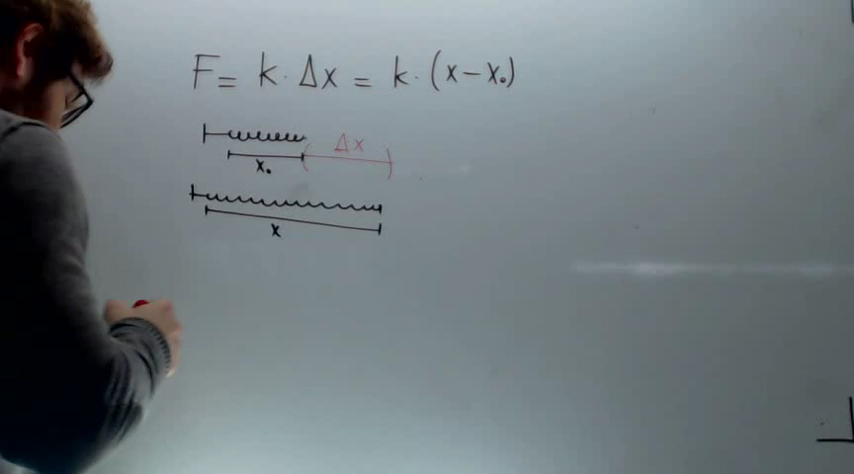 F = k · Δx = k · (x - x₀)
Δx
x₀
x